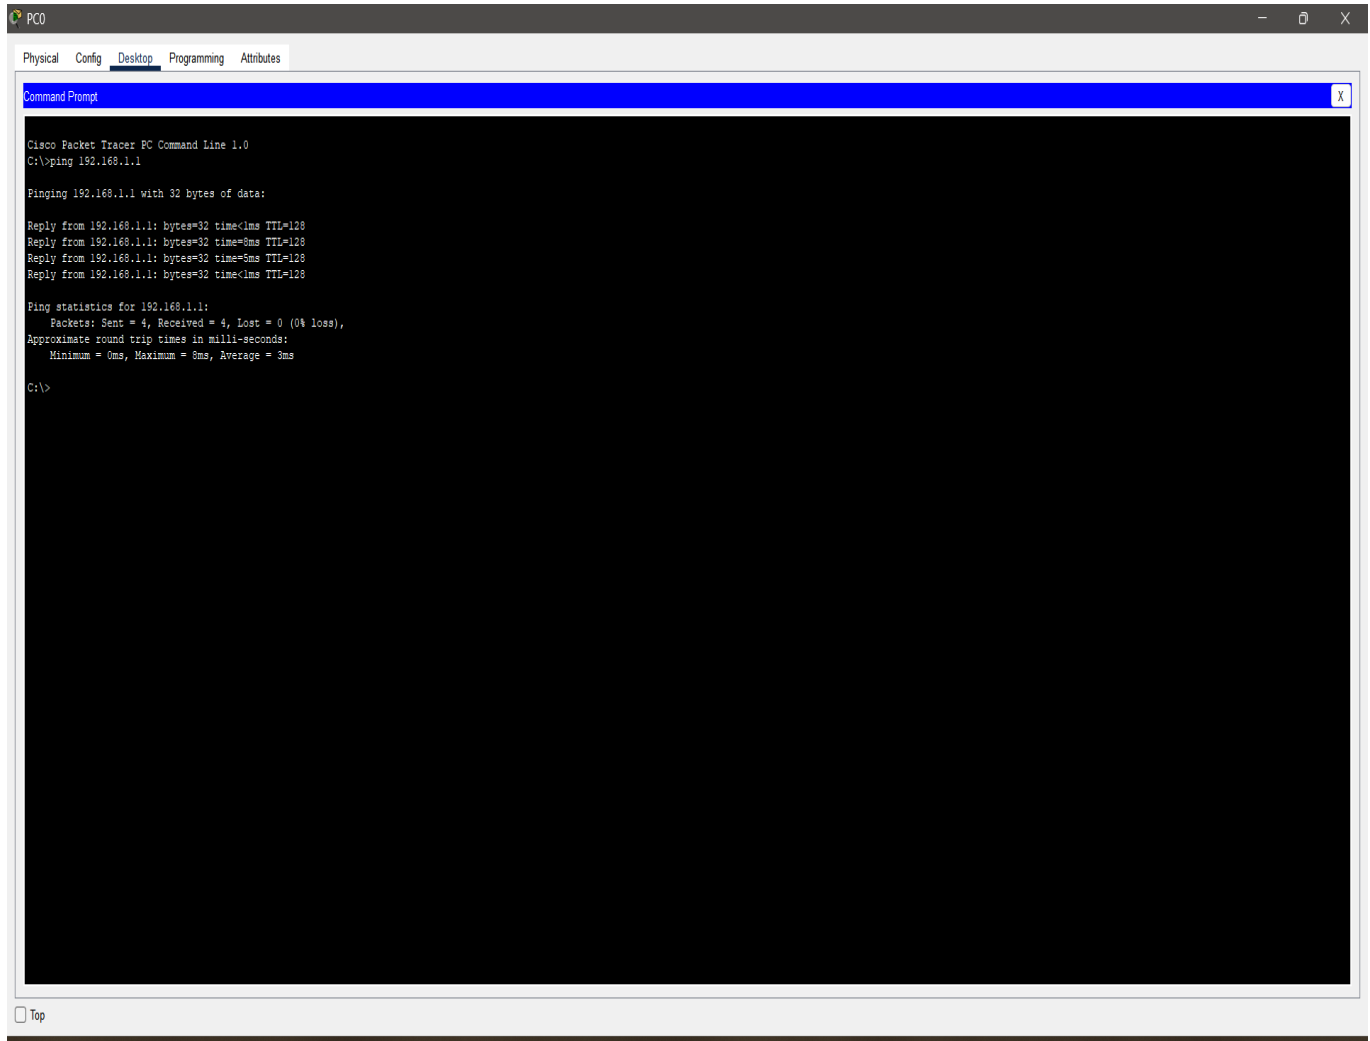 PC0
Physical Config Desktop Programming Attributes
Command Prompt
X
Cisco Packet Tracer PC Command Line 1.0
C:\>ping 192.168.1.1
Pinging 192.168.1.1 with 32 bytes of data:
Reply from 192.168.1.1: bytes=32 time<1ms TTL=128
Reply from 192.168.1.1: bytes=32 time=8ms TTL=128
Reply from 192.168.1.1: bytes=32 time=5ms TTL=128
Reply from 192.168.1.1: bytes=32 time<1ms TTL=128
Ping statistics for 192.168.1.1:
Packets: Sent = 4, Received = 4, Lost = 0 (0% loss),
Approximate round trip times in milli-seconds:
Minimum = 0ms, Maximum = 8ms, Average = 3ms
C:\>
Top